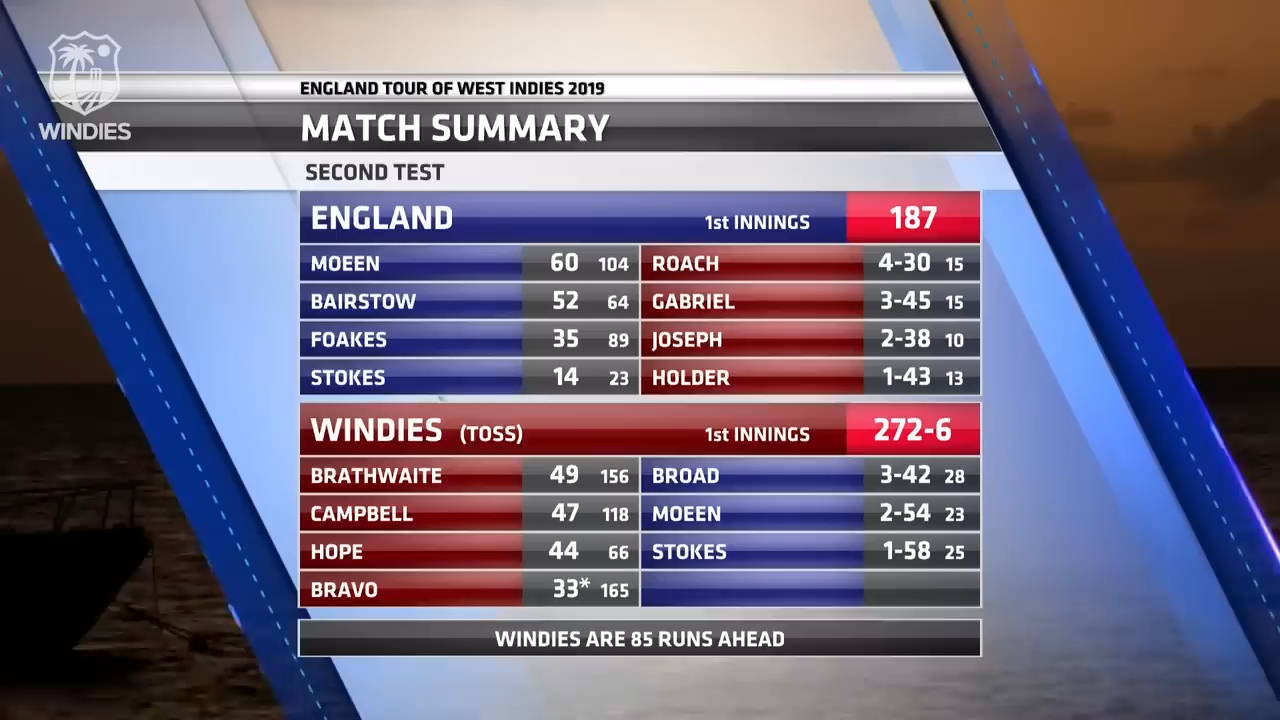 WINDIES
ENGLAND TOUR OF WEST INDIES 2019
MATCH SUMMARY
SECOND TEST
ENGLAND 1st INNINGS 187
MOEEN 60 104 ROACH 4-30 15
BAIRSTOW 52 64 GABRIEL 3-45 15
FOAKES 35 89 JOSEPH 2-38 10
STOKES 14 23 HOLDER 1-43 13
WINDIES (TOSS) 1st INNINGS 272-6
BRATHWAITE 49 156 BROAD 3-42 28
CAMPBELL 47 118 MOEEN 2-54 23
HOPE 44 66 STOKES 1-58 25
BRAVO 33* 165
WINDIES ARE 85 RUNS AHEAD